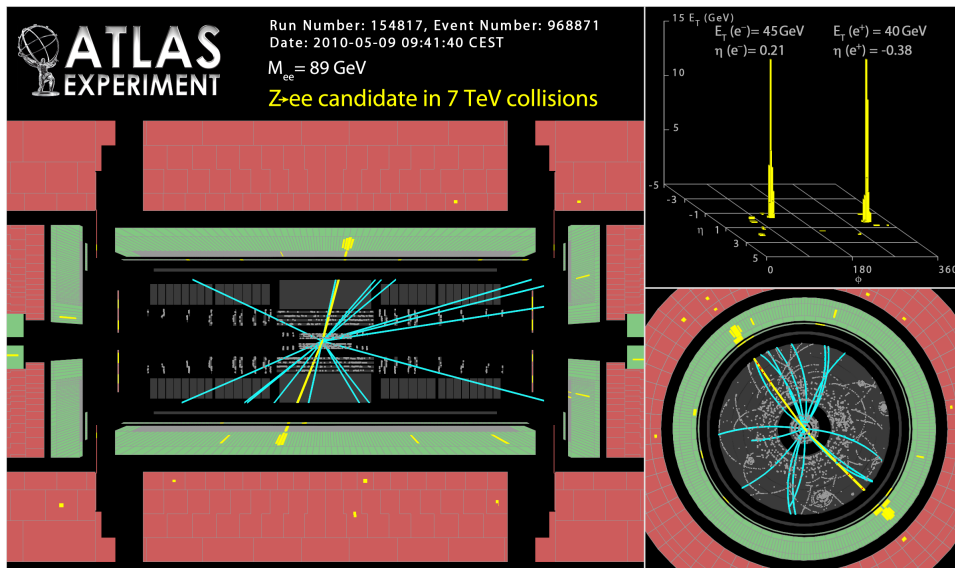 ATLAS
EXPERIMENT
Run Number: 154817, Event Number: 968871
Date: 2010-05-09 09:41:40 CEST
M_ee = 89 GeV
Z→ee candidate in 7 TeV collisions
15 E_T (GeV)
E_T (e⁻) = 45 GeV
η (e⁻) = 0.21
E_T (e⁺) = 40 GeV
η (e⁺) = -0.38
10
5
-5
-3
-1
η
1
3
5
0
180
360
φ